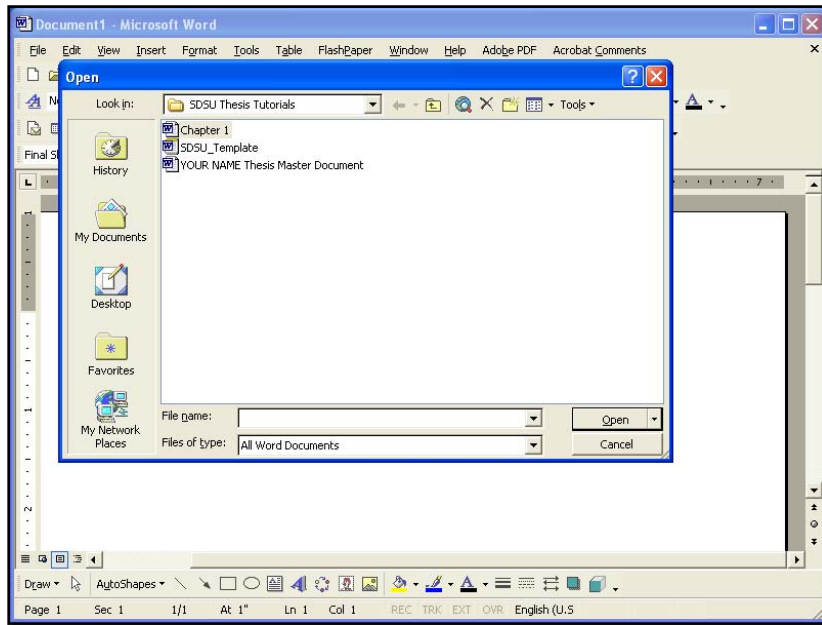 Document1 - Microsoft Word
File Edit View Insert Format Tools Table FlashPaper Window Help Adobe PDF Acrobat Comments
Open
Look in: SDSU Thesis Tutorials Tools
Chapter 1
SDSU_Template
YOUR NAME Thesis Master Document
History
My Documents
Desktop
Favorites
My Network
Places
File name: Open
Files of type: All Word Documents Cancel
7
2
Draw AutoShapes
Page 1 Sec 1 1/1 At 1" Ln 1 Col 1 REC TRK EXT OVR English (U.S